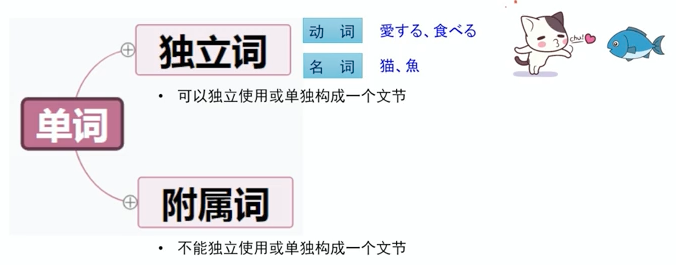 独立词
动 词 愛する、食べる
名 词 猫、魚
chu!
• 可以独立使用或单独构成一个文节
单词
附属词
• 不能独立使用或单独构成一个文节